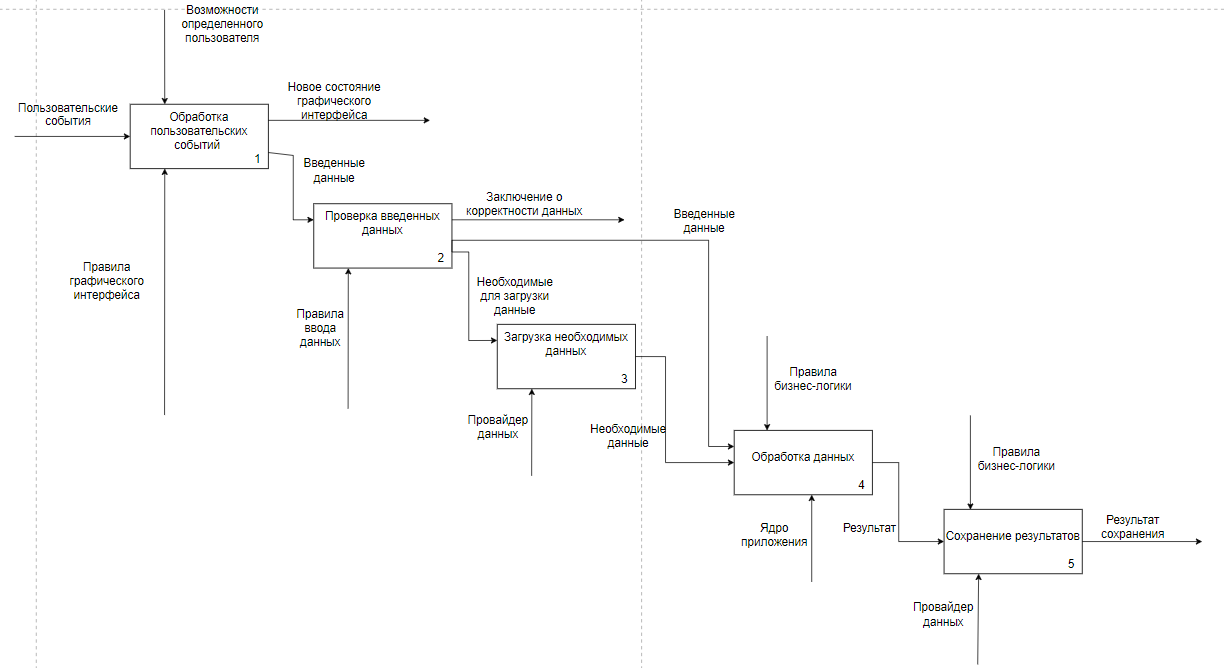 Возможности
определенного
пользователя
Пользовательские
события
Обработка
пользовательских
событий
1
Новое состояние
графического
интерфейса
Введенные
данные
Правила
графического
интерфейса
Проверка введенных
данных
2
Заключение о
корректности данных
Введенные
данные
Необходимые
для загрузки
данные
Правила
ввода
данных
Загрузка необходимых
данных
3
Провайдер
данных
Необходимые
данные
Правила
бизнес-логики
Обработка данных
4
Ядро
приложения
Результат
Правила
бизнес-логики
Сохранение результатов
5
Результат
сохранения
Провайдер
данных